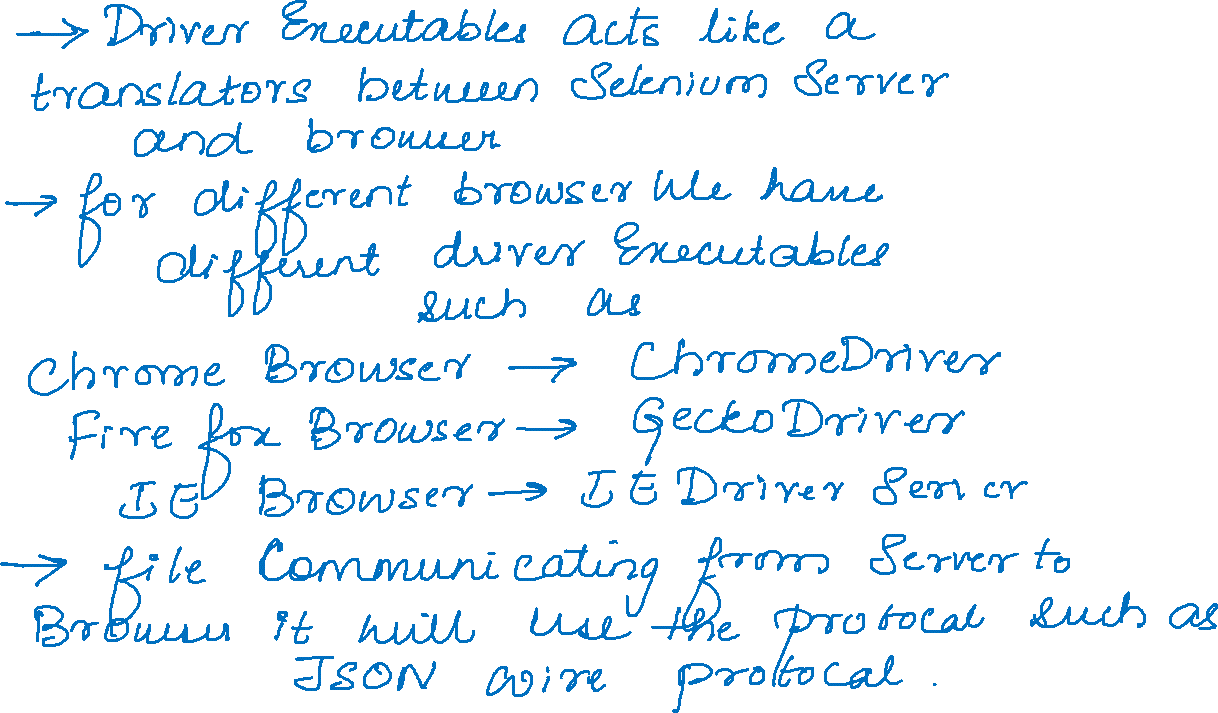 → Driver Executables acts like a
translators between Selenium Server
and browser
→ for different browser We have
different driver Executables
such as
Chrome Browser → ChromeDriver
Fire fox Browser → GeckoDriver
IE Browser → IE Driver Server
→ file Communicating from Server to
Browser it will use the protocal such as
JSON wire protocal.